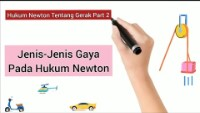 Hukum Newton Tentang Gerak Part 2
Jenis-Jenis Gaya
Pada Hukum Newton